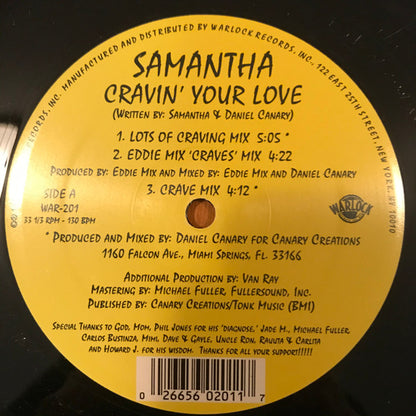 RECORDS, INC., MANUFACTURED AND DISTRIBUTED BY WARLOCK RECORDS, INC., 122 EAST 25TH STREET, NEW YORK, NY 10010
SAMANTHA
CRAVIN' YOUR LOVE
(WRITTEN BY: SAMANTHA & DANIEL CANARY)
1. LOTS OF CRAVING MIX 5:05 *
2. EDDIE MIX 'CRAVES' MIX 4:22
PRODUCED BY: EDDIE MIX AND MIXED BY: EDDIE MIX AND DANIEL CANARY
3. CRAVE MIX 4:12 *
SIDE A
WAR-201
33 1/3 RPM - 130 BPM
WARLOCK
* PRODUCED AND MIXED BY: DANIEL CANARY FOR CANARY CREATIONS
1160 FALCON AVE., MIAMI SPRINGS, FL 33166
ADDITIONAL PRODUCTION BY: VAN RAY
MASTERING BY: MICHAEL FULLER, FULLERSOUND, INC.
PUBLISHED BY: CANARY CREATIONS/TONK MUSIC (BMI)
SPECIAL THANKS TO GOD, MOM, PHIL JONES FOR HIS 'DIAGNOSE,' JADE M., MICHAEL FULLER,
CARLOS BUSTINZA, MIMI, DAVE & GAYLE, UNCLE RON, RAVUTA & CARLITA
AND HOWARD J. FOR HIS WISDOM. THANKS FOR ALL YOUR SUPPORT!!!!!
0 26656 02011 7